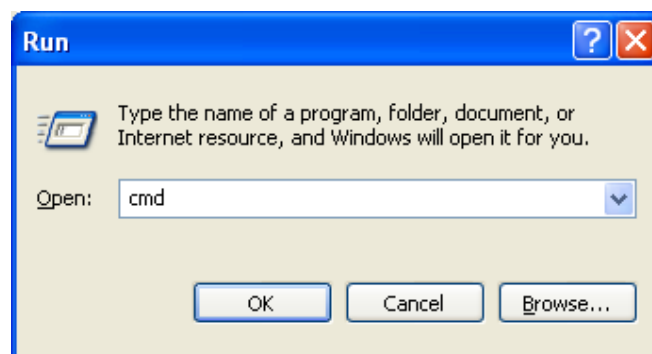 Run
Type the name of a program, folder, document, or
Internet resource, and Windows will open it for you.
Open: cmd
OK Cancel Browse...